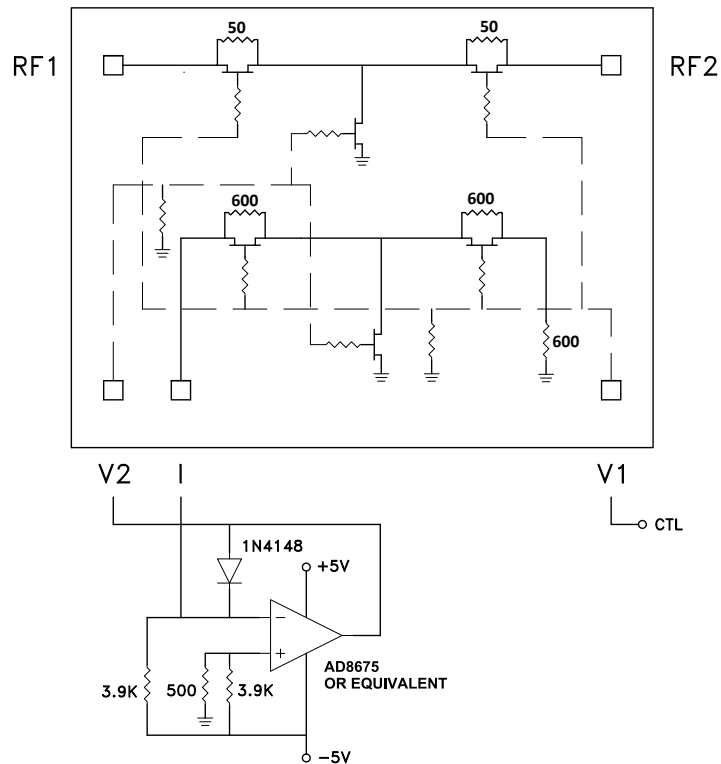 50
50
RF1
RF2
600
600
600
V2
I
V1
CTL
1N4148
+5V
−
+
AD8675
OR EQUIVALENT
3.9K
500
3.9K
−5V